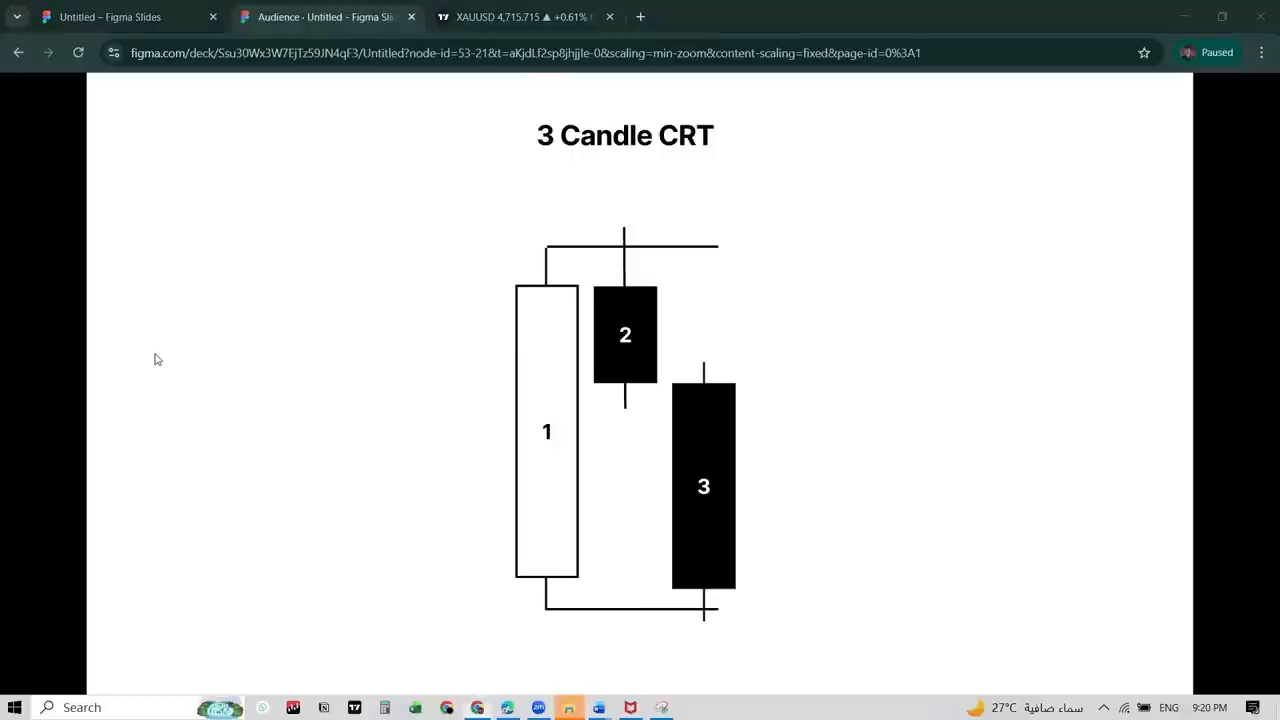 Untitled – Figma Slides
Audience · Untitled - Figma Slid
XAUUSD 4,715.715 ▲ +0.61%
figma.com/deck/Ssu30Wx3W7EjTz59JN4qF3/Untitled?node-id=53-21&t=aKjdLf2sp8jhjjle-0&scaling=min-zoom&content-scaling=fixed&page-id=0%3A1
Paused
3 Candle CRT
2
1
3
Search
27°C سماء صافية
ENG
9:20 PM